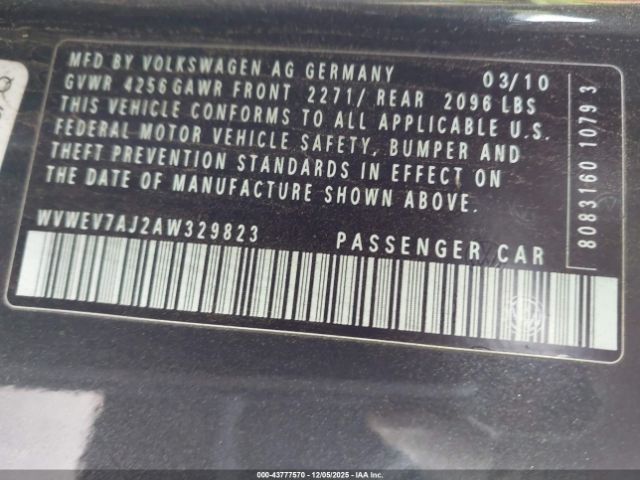 MFD BY VOLKSWAGEN AG GERMANY 03/10
GVWR 4256 GAWR FRONT 2271/ REAR 2096 LBS
THIS VEHICLE CONFORMS TO ALL APPLICABLE U.S.
FEDERAL MOTOR VEHICLE SAFETY, BUMPER AND
THEFT PREVENTION STANDARDS IN EFFECT ON
THE DATE OF MANUFACTURE SHOWN ABOVE.
WVWEV7AJ2AW329823 PASSENGER CAR
8083160 1079 3
000-43777570 | 12/05/2025 - IAA Inc.